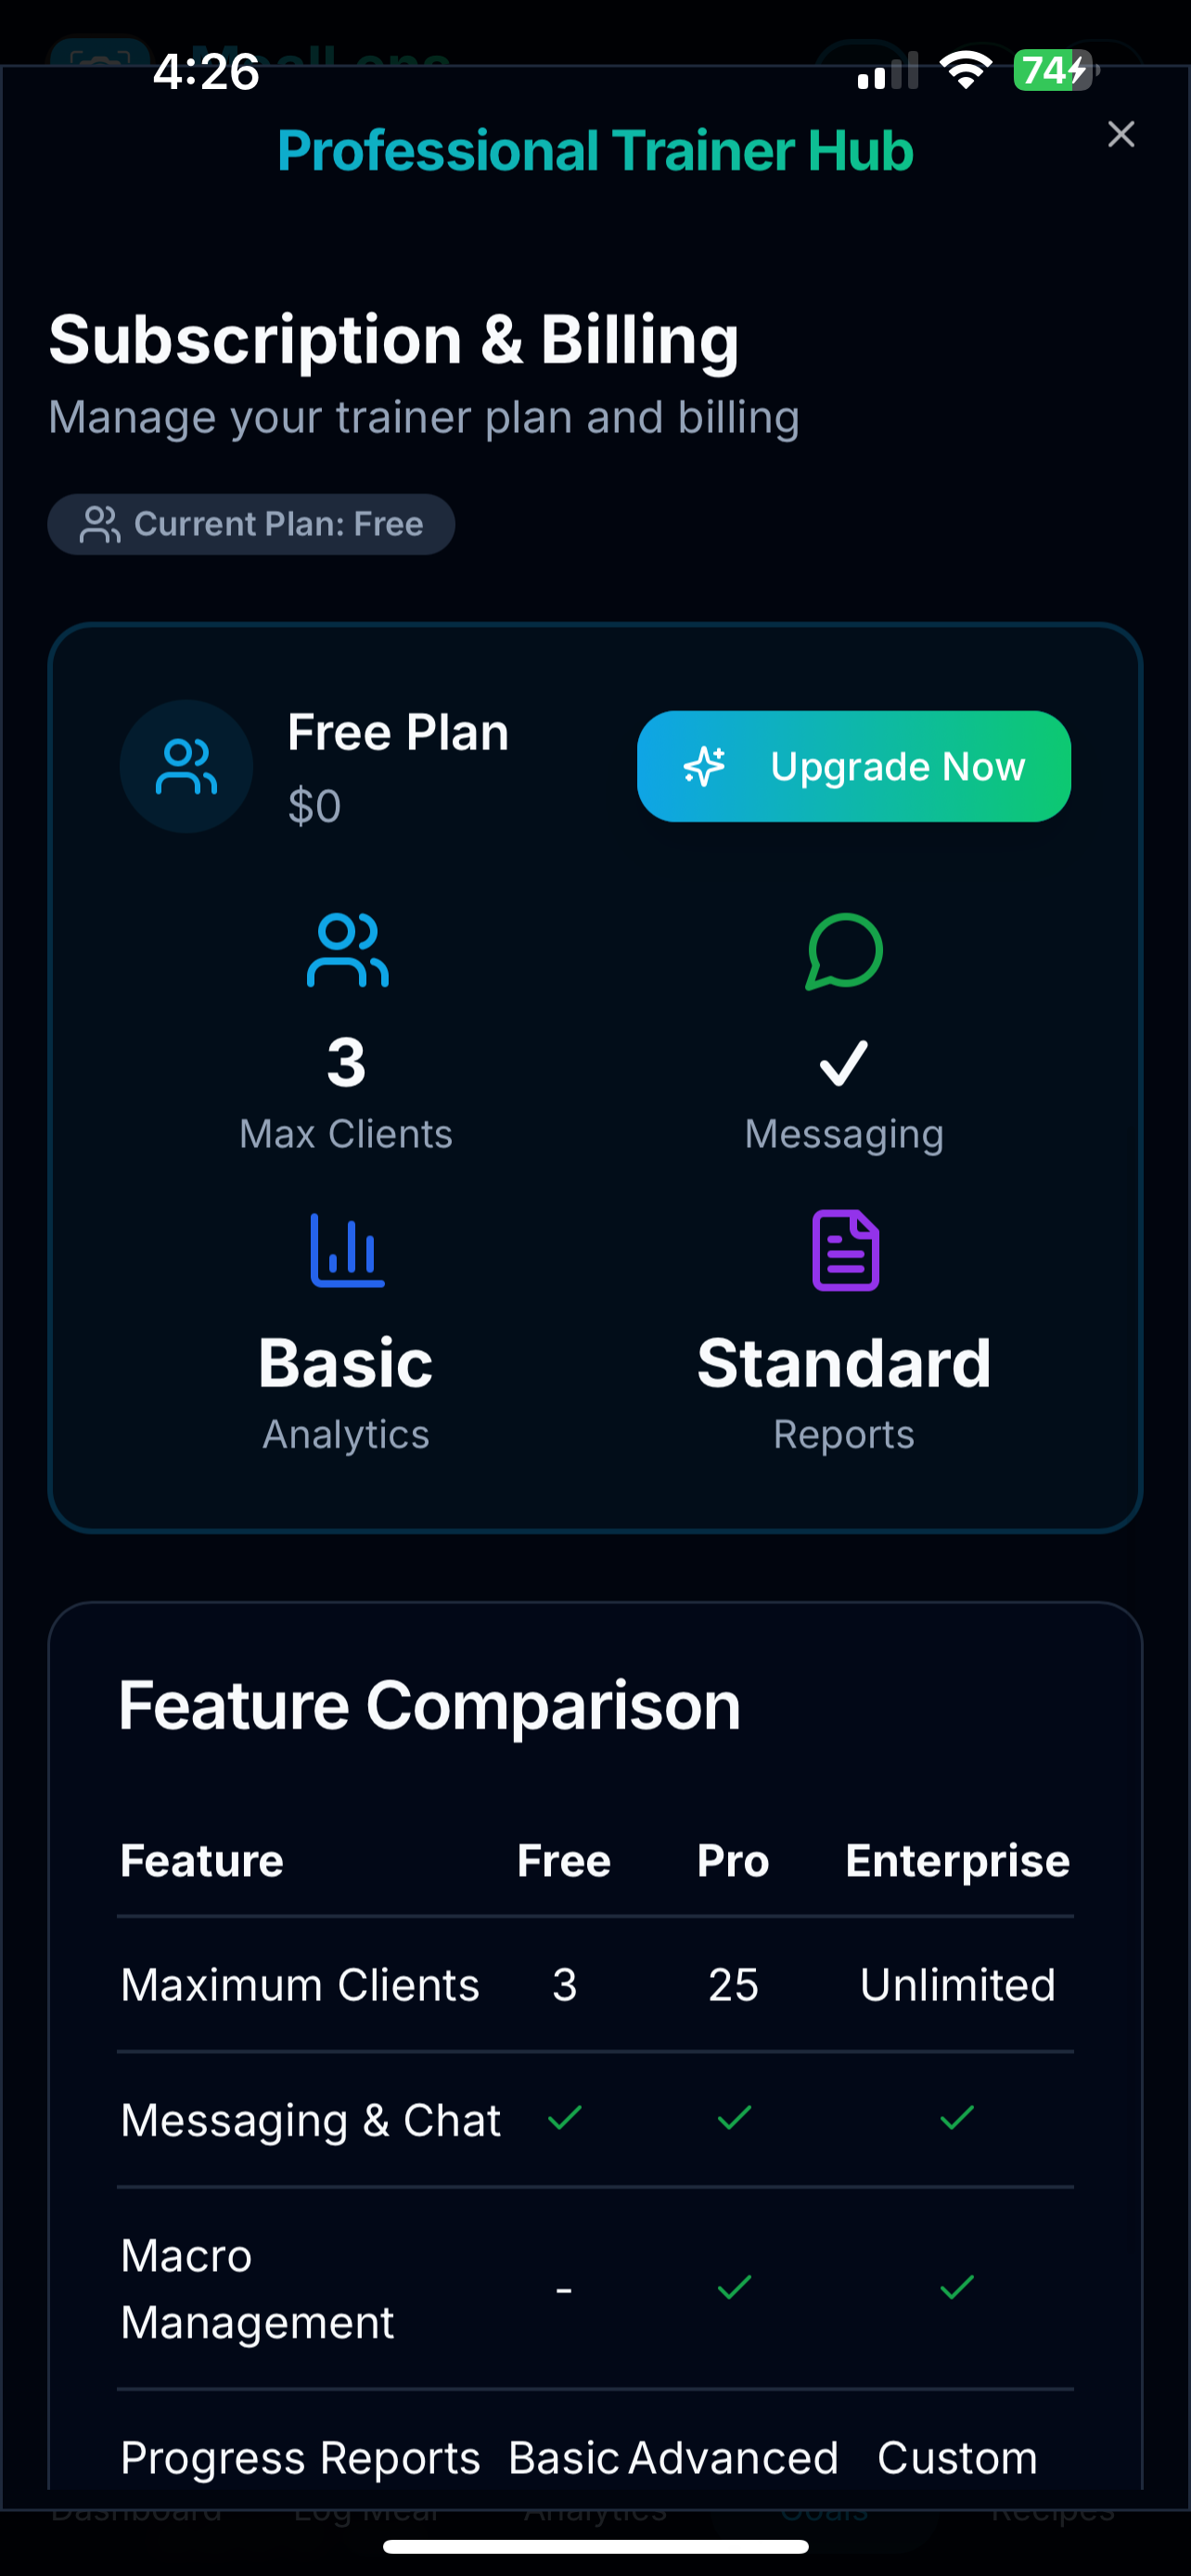 4:26
74
Professional Trainer Hub
Subscription & Billing
Manage your trainer plan and billing
Current Plan: Free
Free Plan
$0
Upgrade Now
3
Max Clients
Messaging
Basic
Analytics
Standard
Reports
Feature Comparison
Feature Free Pro Enterprise
Maximum Clients 3 25 Unlimited
Messaging & Chat
Macro
Management -
Progress Reports Basic Advanced Custom
Dashboard Log Meal Analytics Goals Recipes